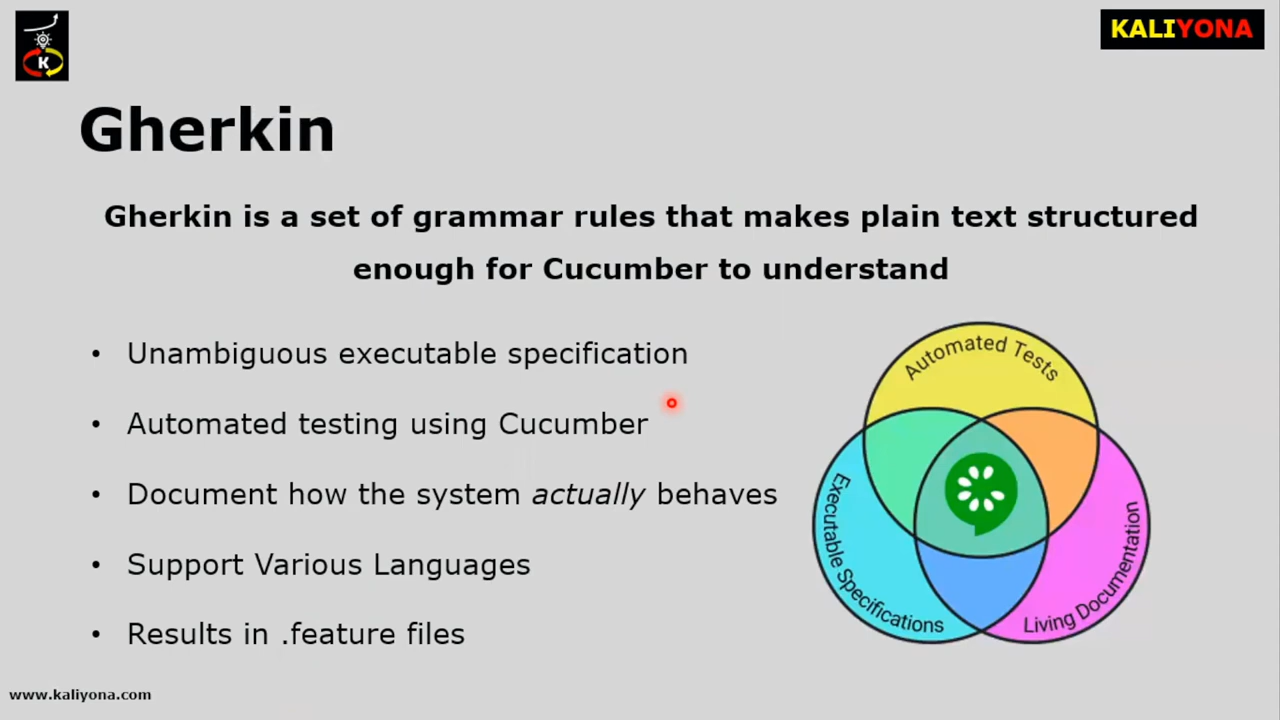 K
KALIYONA
Gherkin
Gherkin is a set of grammar rules that makes plain text structured
enough for Cucumber to understand
• Unambiguous executable specification
• Automated testing using Cucumber
• Document how the system actually behaves
• Support Various Languages
• Results in .feature files
Automated Tests
Executable Specifications
Living Documentation
www.kaliyona.com